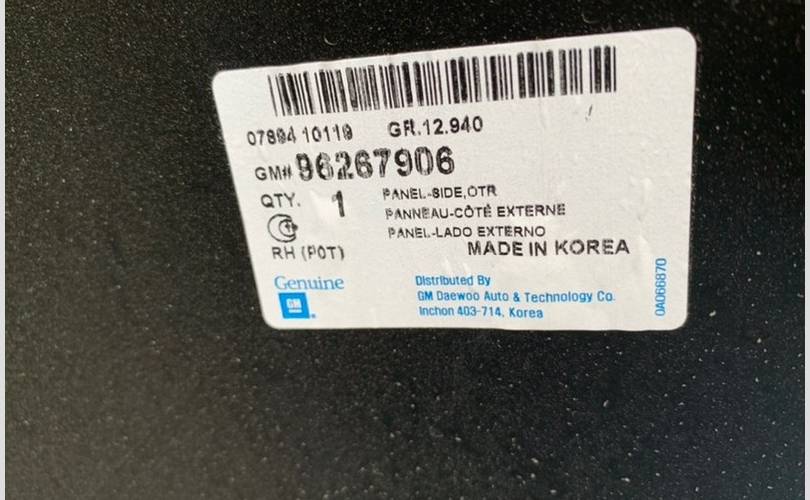 07894 10119 GR.12.940
GM# 96267906
QTY. 1
PANEL-SIDE,OTR
PANNEAU-CÔTÉ EXTERNE
PANEL-LADO EXTERNO
RH (POT)
MADE IN KOREA
Genuine
GM
Distributed By
GM Daewoo Auto & Technology Co.
Inchon 403-714, Korea
0A066870